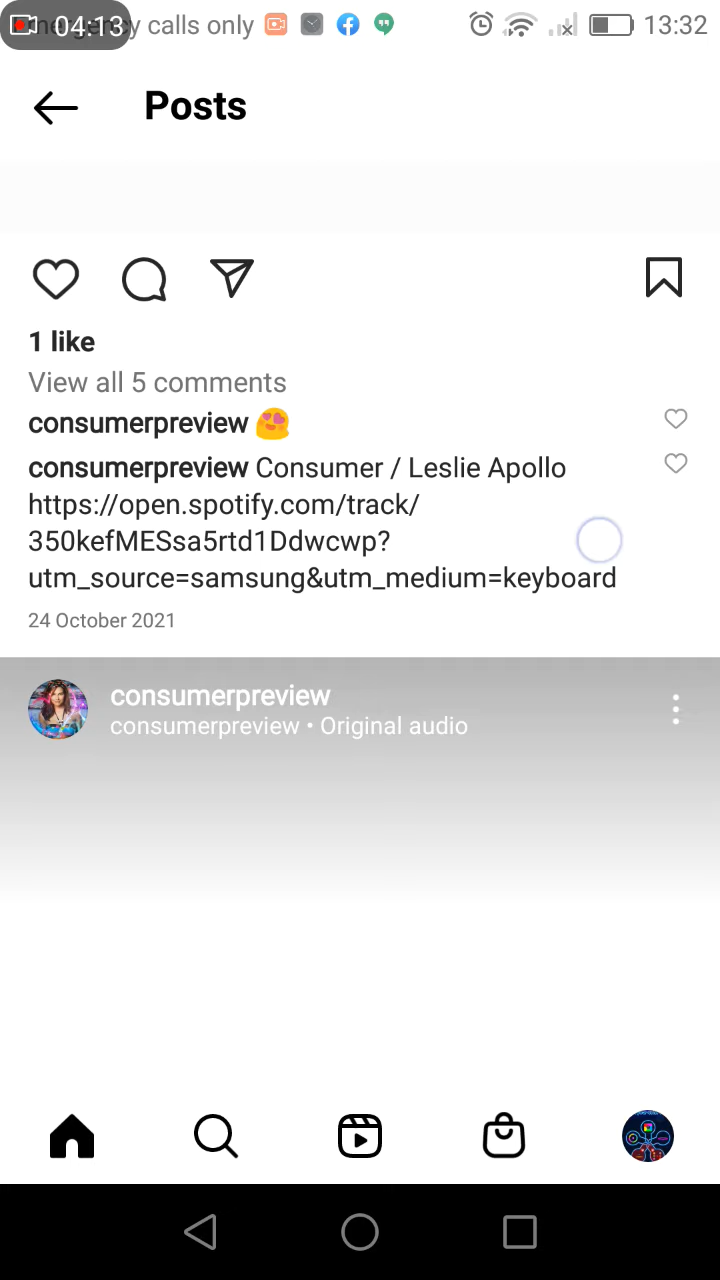 04:13
Emergency calls only
13:32
Posts
1 like
View all 5 comments
consumerpreview 😍
consumerpreview Consumer / Leslie Apollo
https://open.spotify.com/track/
350kefMESsa5rtd1Ddwcwp?
utm_source=samsung&utm_medium=keyboard
24 October 2021
consumerpreview
consumerpreview • Original audio